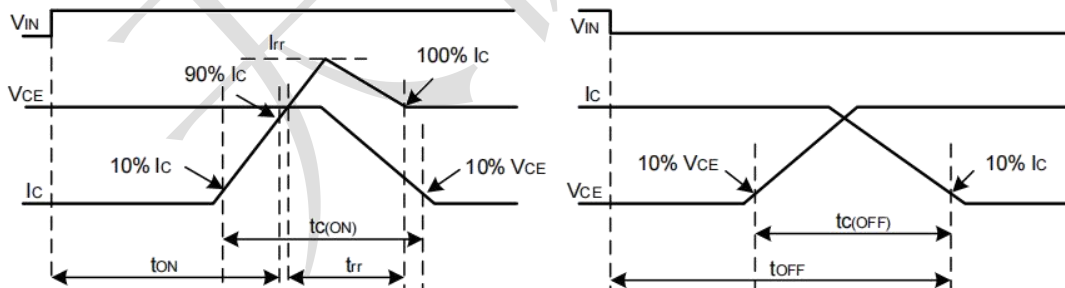 VIN
Irr
90% IC
100% IC
VCE
10% IC
10% VCE
IC
tC(ON)
tON
trr
VIN
IC
10% VCE
10% IC
VCE
tC(OFF)
tOFF